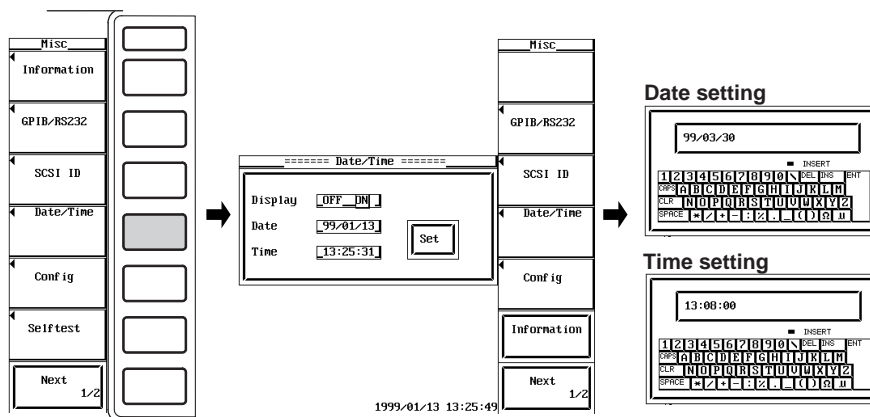 Misc
Information
GPIB/RS232
SCSI ID
Date/Time
Config
Selftest
Next
1/2
======= Date/Time =======
Display OFF ON
Date 99/01/13
Time 13:25:31
Set
1999/01/13 13:25:49
Misc
GPIB/RS232
SCSI ID
Date/Time
Config
Information
Next
1/2
Date setting
99/03/30
INSERT
1 2 3 4 5 6 7 8 9 0 \ DEL INS ENT
CAPS A B C D E F G H I J K L M
CLR N O P Q R S T U V W X Y Z
SPACE * / + - : % . _ ( ) Ω µ
Time setting
13:08:00
INSERT
1 2 3 4 5 6 7 8 9 0 \ DEL INS ENT
CAPS A B C D E F G H I J K L M
CLR N O P Q R S T U V W X Y Z
SPACE * / + - : % . _ ( ) Ω µ